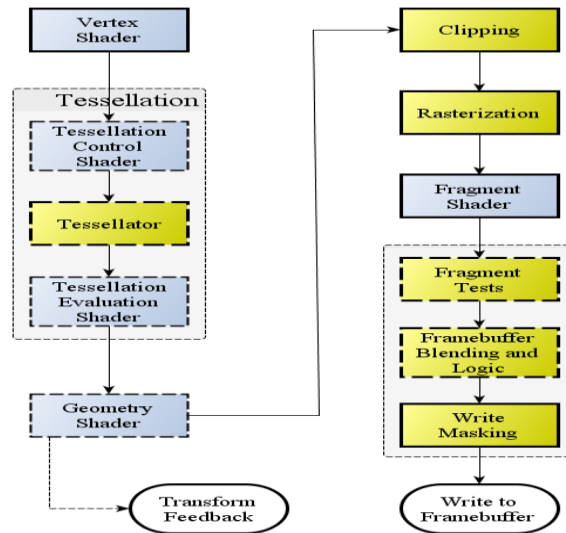 Vertex
Shader
Tessellation
Tessellation
Control
Shader
Tessellator
Tessellation
Evaluation
Shader
Geometry
Shader
Transform
Feedback
Clipping
Rasterization
Fragment
Shader
Fragment
Tests
Framebuffer
Blending and
Logic
Write
Masking
Write to
Framebuffer